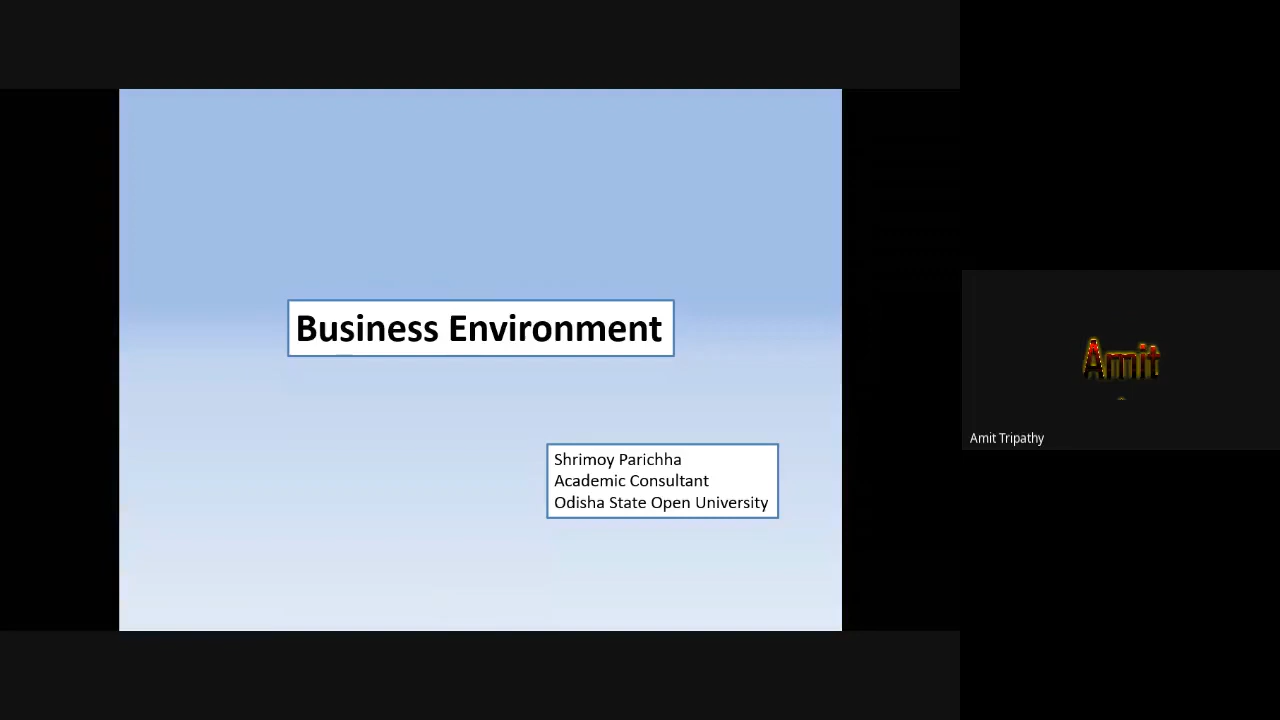 Business Environment
Shrimoy Parichha
Academic Consultant
Odisha State Open University
Amit
Amit Tripathy